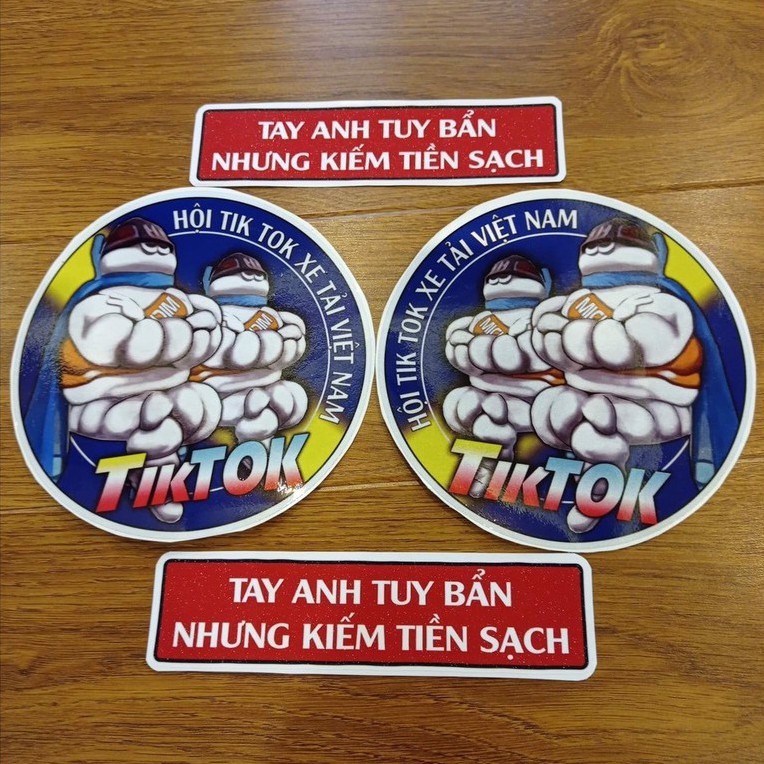 TAY ANH TUY BẨN
NHƯNG KIẾM TIỀN SẠCH
HỘI TIK TOK XE TẢI VIỆT NAM
TIKTOK
HỘI TIK TOK XE TẢI VIỆT NAM
TIKTOK
TAY ANH TUY BẨN
NHƯNG KIẾM TIỀN SẠCH